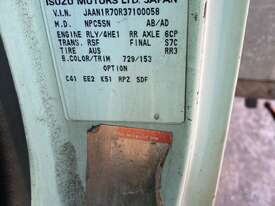 ISUZU MOTORS LTD. JAPAN
V.I.N. JAAN1R70R37100058
M.D. NPC5SN AB/AD
ENGINE RLY/4HE1 RR AXLE 6CP
TRANS. RSF FINAL S7C
TIRE AUS RR3
B.COLOR/TRIM 729/153
OPTION
C41 EE2 K51 RP2 SDF